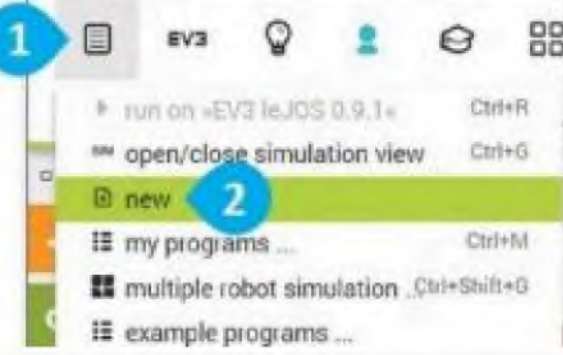 1 EV3
run on »EV3 leJOS 0.9.1« Ctrl+R
open/close simulation view Ctrl+G
new 2
my programs ... Ctrl+M
multiple robot simulation .. Ctrl+Shift+G
example programs ...